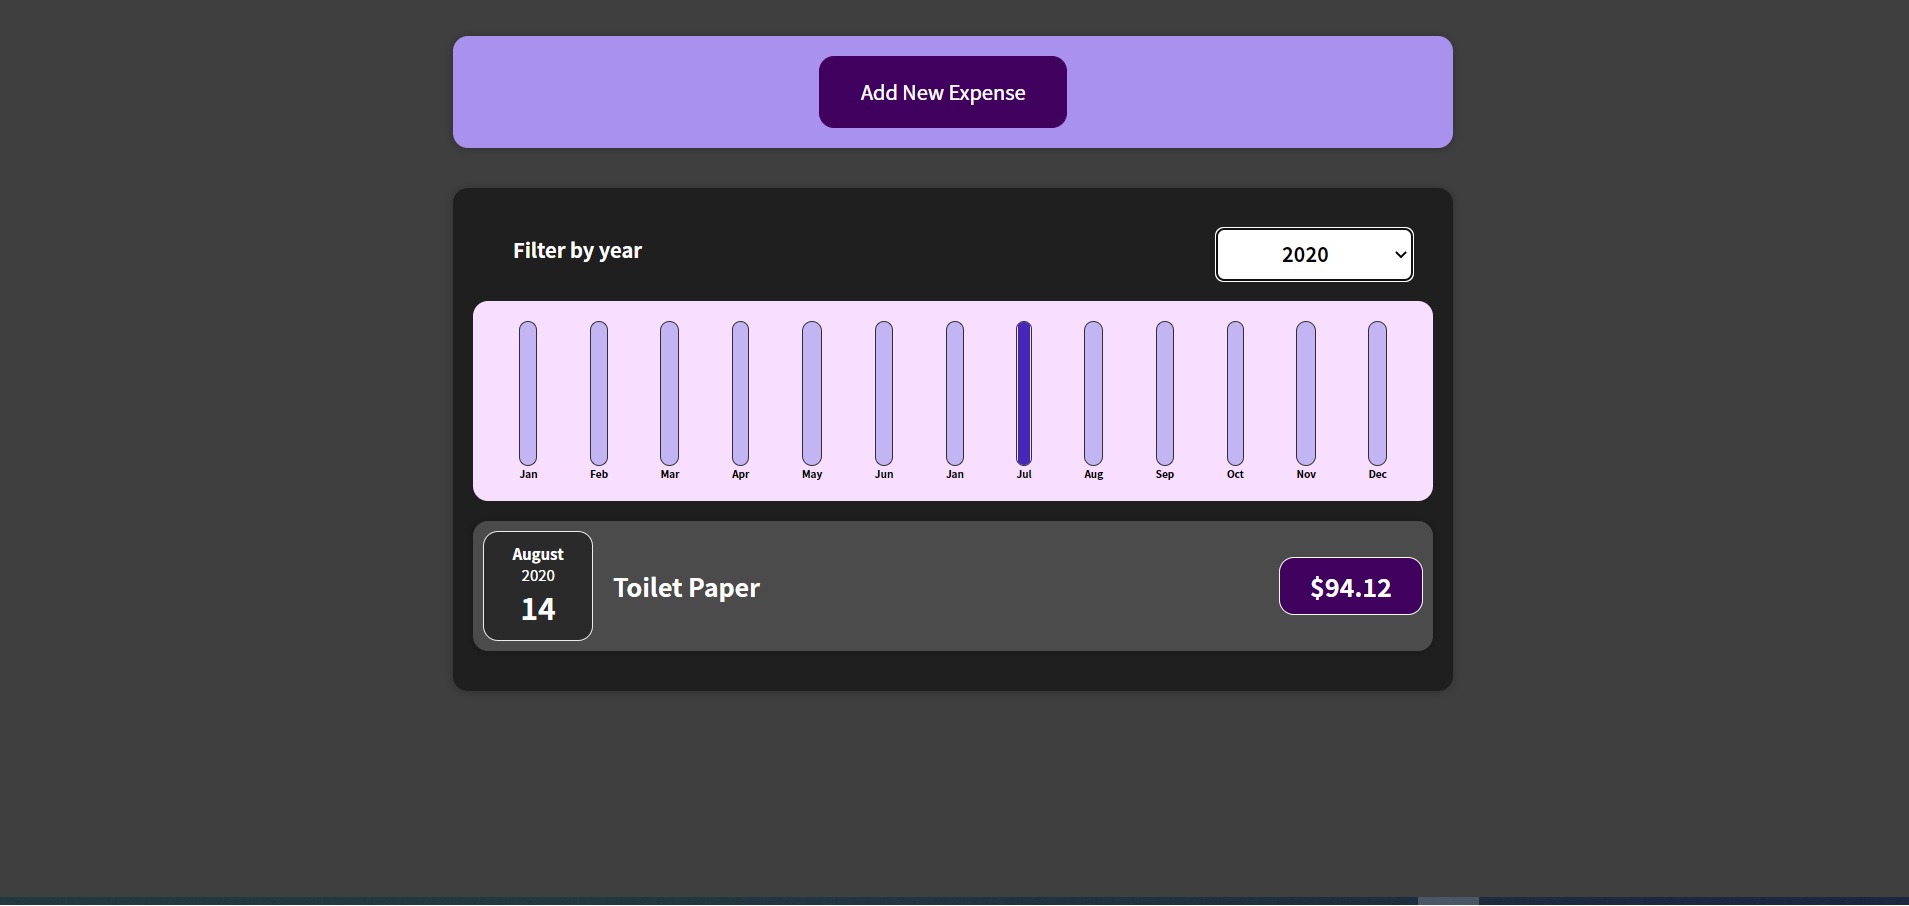 Add New Expense
Filter by year
2020
Jan Feb Mar Apr May Jun Jan Jul Aug Sep Oct Nov Dec
August
2020
14
Toilet Paper
$94.12